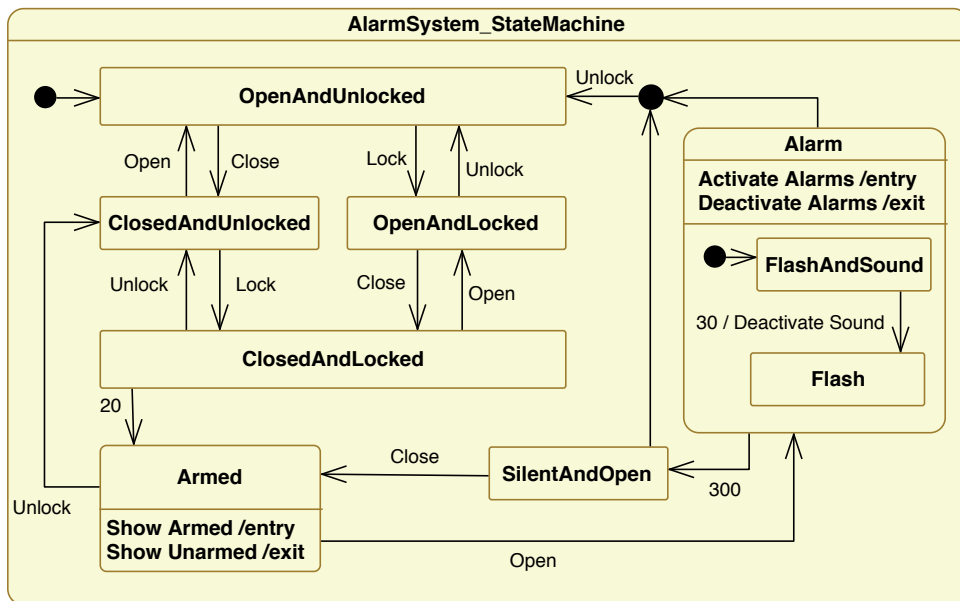 AlarmSystem_StateMachine
OpenAndUnlocked
Unlock
Alarm
Activate Alarms /entry
Deactivate Alarms /exit
Open
Close
Lock
Unlock
ClosedAndUnlocked
OpenAndLocked
FlashAndSound
Unlock
Lock
Close
Open
30 / Deactivate Sound
ClosedAndLocked
Flash
20
Close
Armed
SilentAndOpen
300
Unlock
Show Armed /entry
Show Unarmed /exit
Open